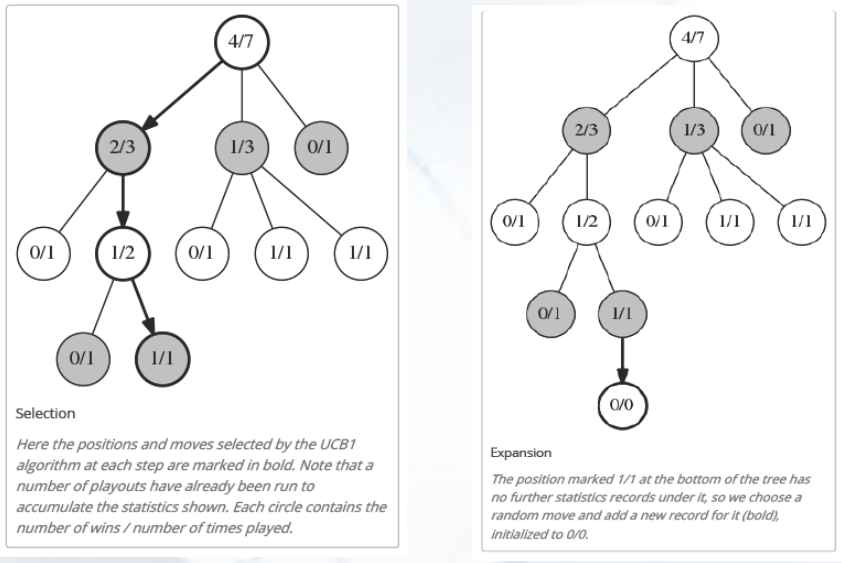 4/7
2/3 1/3 0/1
0/1 1/2 0/1 1/1 1/1
0/1 1/1
Selection
Here the positions and moves selected by the UCB1
algorithm at each step are marked in bold. Note that a
number of playouts have already been run to
accumulate the statistics shown. Each circle contains the
number of wins / number of times played.
4/7
2/3 1/3 0/1
0/1 1/2 0/1 1/1 1/1
0/1 1/1
0/0
Expansion
The position marked 1/1 at the bottom of the tree has
no further statistics records under it, so we choose a
random move and add a new record for it (bold),
initialized to 0/0.